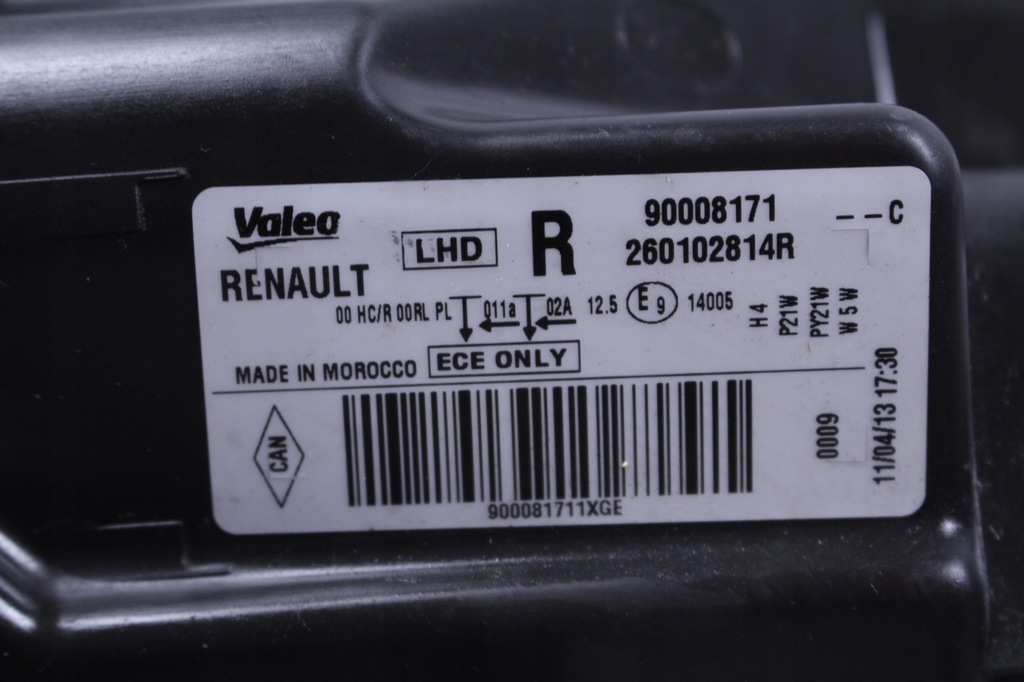 Valeo LHD R 90008171 --C
RENAULT 260102814R
00 HC/R 00RL PL 011a 02A 12.5 E9 14005
H4
P21W
PY21W
W5W
MADE IN MOROCCO ECE ONLY
CAN
900081711XGE
0009
11/04/13 17:30